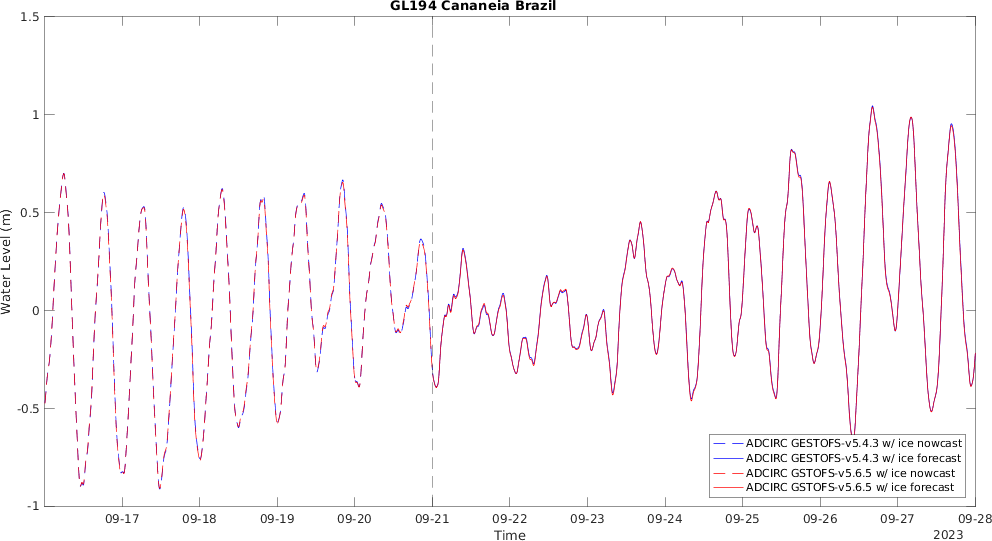 GL194 Cananeia Brazil
1.5
1
0.5
0
-0.5
-1
Water Level (m)
ADCIRC GESTOFS-v5.4.3 w/ ice nowcast
ADCIRC GESTOFS-v5.4.3 w/ ice forecast
ADCIRC GSTOFS-v5.6.5 w/ ice nowcast
ADCIRC GSTOFS-v5.6.5 w/ ice forecast
09-17 09-18 09-19 09-20 09-21 09-22 09-23 09-24 09-25 09-26 09-27 09-28
Time
2023